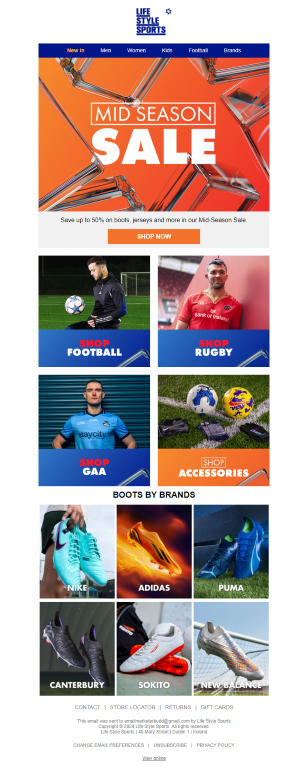 LIFE
STYLE
SPORTS
New In Men Women Kids Football Brands
MID SEASON
SALE
Save up to 50% on boots, jerseys and more in our Mid-Season Sale.
SHOP NOW
SHOP
FOOTBALL
Bank of Ireland
SHOP
RUGBY
staycity
SHOP
GAA
SHOP
ACCESSORIES
BOOTS BY BRANDS
NIKE
ADIDAS
PUMA
CANTERBURY
SOKITO
NEW BALANCE
CONTACT | STORE LOCATOR | RETURNS | GIFT CARDS
This email was sent to emailmarketerbudd@gmail.com by Life Style Sports
Copyright © 2024 Life Style Sports. All rights reserved.
Life Style Sports | 40 Mary Street | Dublin 1 | Ireland
CHANGE EMAIL PREFERENCES | UNSUBSCRIBE | PRIVACY POLICY
View online